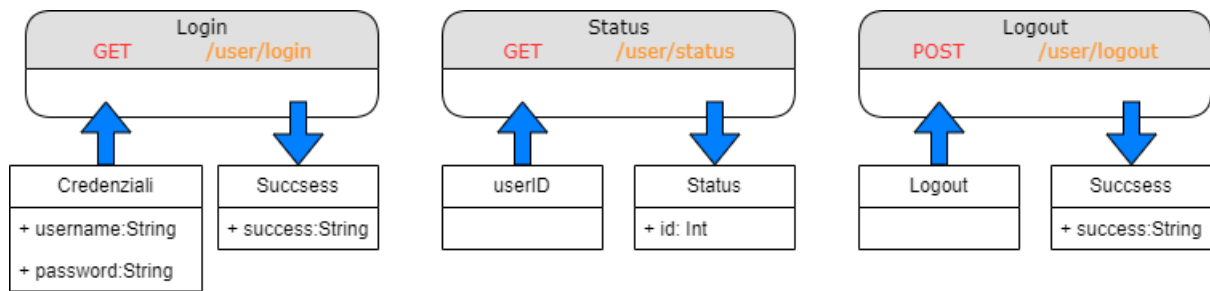 Login
GET /user/login
Credenziali
+ username:String
+ password:String
Succsess
+ success:String
Status
GET /user/status
userID
Status
+ id: Int
Logout
POST /user/logout
Logout
Succsess
+ success:String